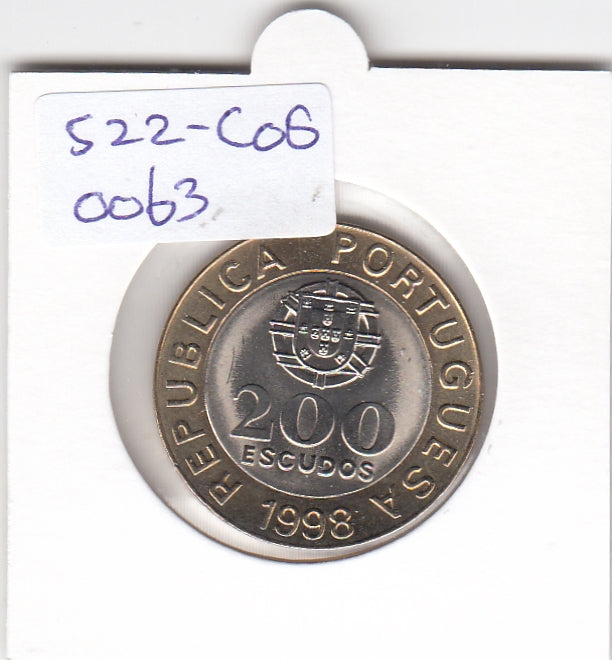 522-C06
0063
REPUBLICA PORTUGUESA
200
ESCUDOS
1998